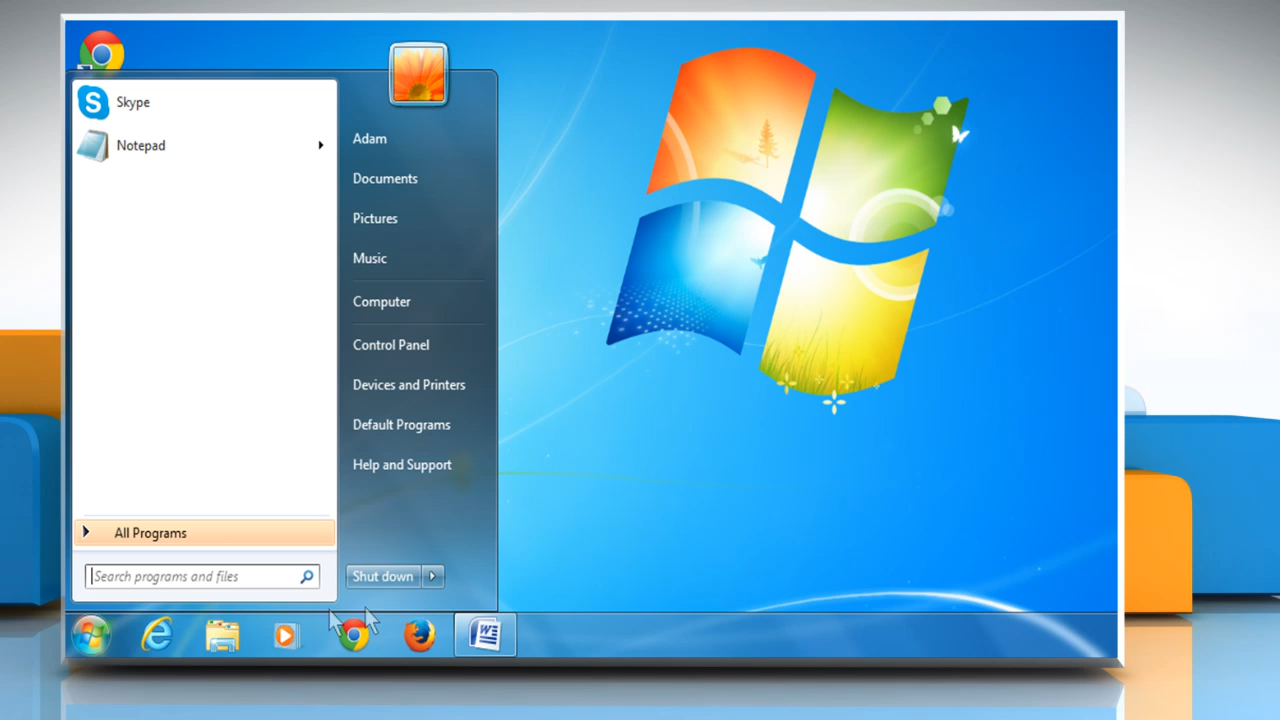 Skype
Notepad
Adam
Documents
Pictures
Music
Computer
Control Panel
Devices and Printers
Default Programs
Help and Support
All Programs
Search programs and files
Shut down